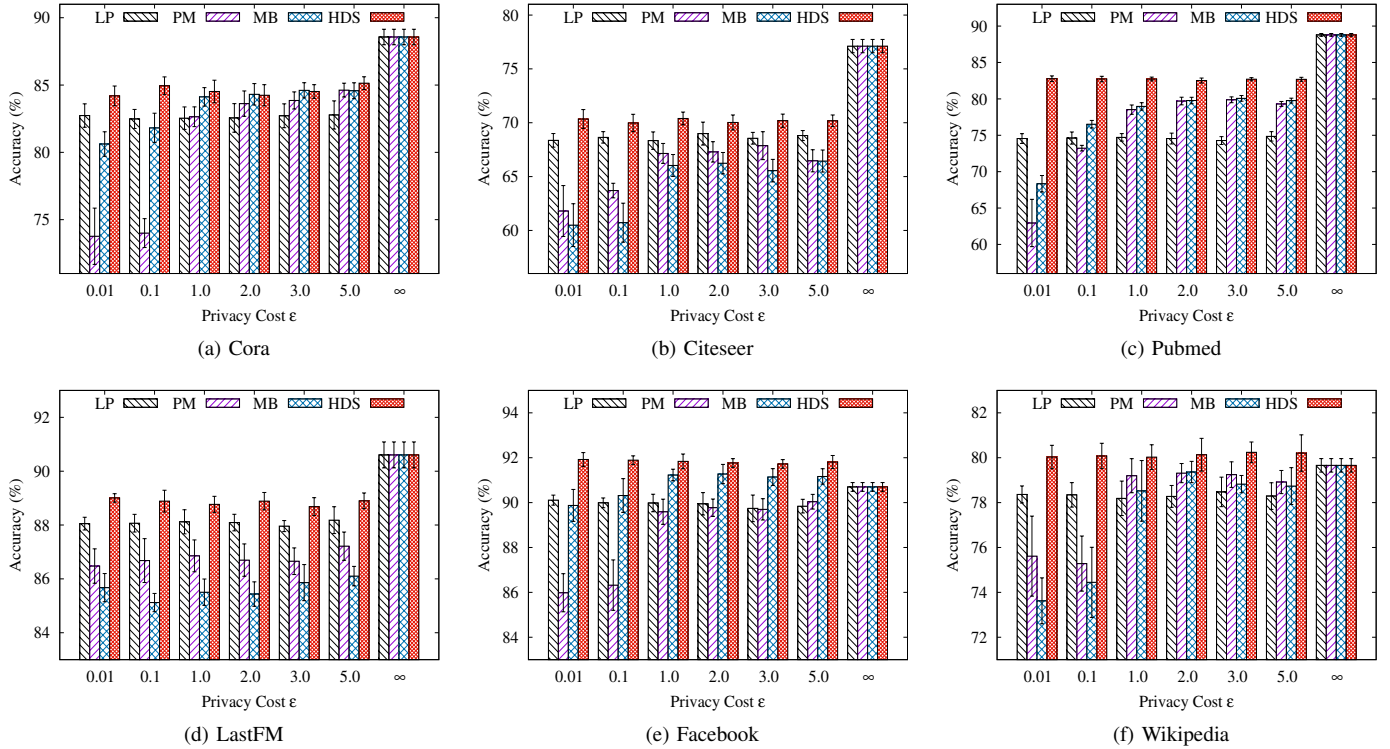 LP PM MB HDS
Accuracy (%)
85
80
75
0.01 0.1 1.0 2.0 3.0 5.0 ∞
Privacy Cost ε
(a) Cora
LP PM MB HDS
Accuracy (%)
80
75
70
65
60
0.01 0.1 1.0 2.0 3.0 5.0 ∞
Privacy Cost ε
(b) Citeseer
LP PM MB HDS
Accuracy (%)
90
85
80
75
70
65
60
0.01 0.1 1.0 2.0 3.0 5.0 ∞
Privacy Cost ε
(c) Pubmed
LP PM MB HDS
Accuracy (%)
92
90
88
86
84
0.01 0.1 1.0 2.0 3.0 5.0 ∞
Privacy Cost ε
(d) LastFM
LP PM MB HDS
Accuracy (%)
94
92
90
88
86
84
0.01 0.1 1.0 2.0 3.0 5.0 ∞
Privacy Cost ε
(e) Facebook
LP PM MB HDS
Accuracy (%)
82
80
78
76
74
72
0.01 0.1 1.0 2.0 3.0 5.0 ∞
Privacy Cost ε
(f) Wikipedia